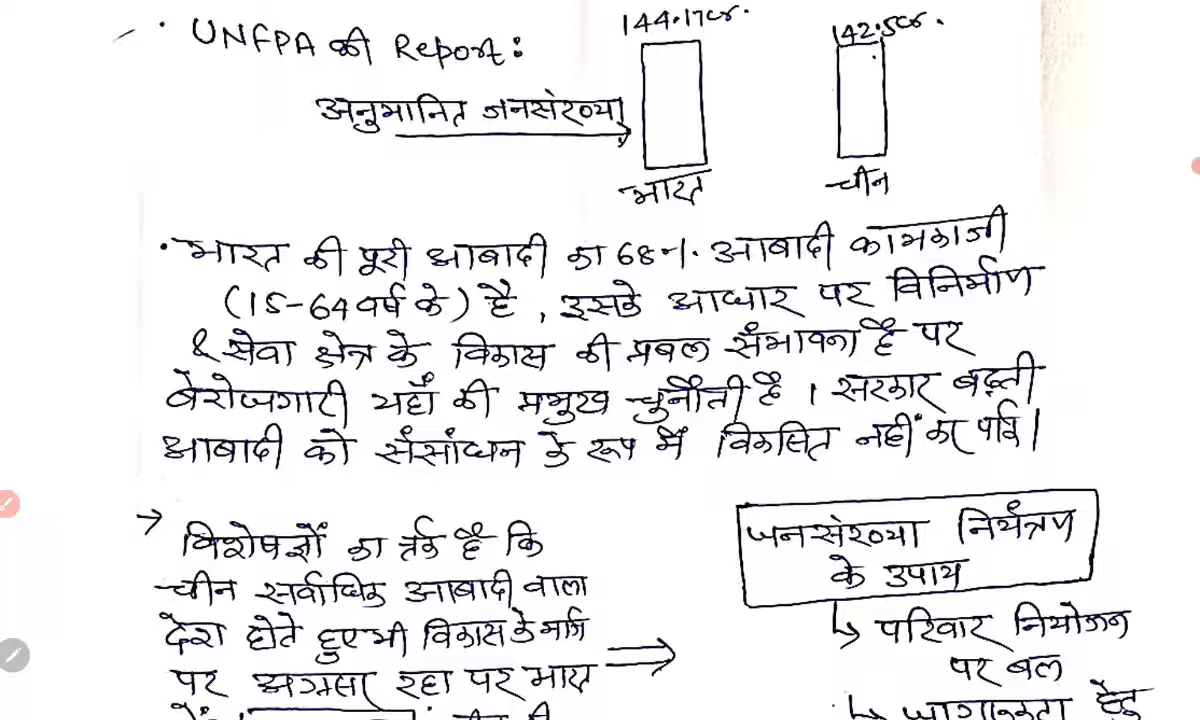 • UNFPA की Report:
144.17cr.
142.5cr.
अनुमानित जनसंख्या
भारत
चीन
• भारत की पूरी आबादी का 68%. आबादी कामकाजी
(15-64 वर्ष के) है, इसके आधार पर विनिर्माण
& सेवा क्षेत्र के विकास की प्रबल संभावना है पर
बेरोजगारी यहाँ की प्रमुख चुनौती है। सरकार बढ़ती
आबादी को संसाधन के रूप में विकसित नहीं कर पाई।
→ विशेषज्ञों का तर्क है कि
चीन सर्वाधिक आबादी वाला
देश होते हुए भी विकास के मार्ग
पर अग्रसर रहा पर भारत
जनसंख्या नियंत्रण
के उपाय
↳ परिवार नियोजन
पर बल
↳ जागरूकता हेतु